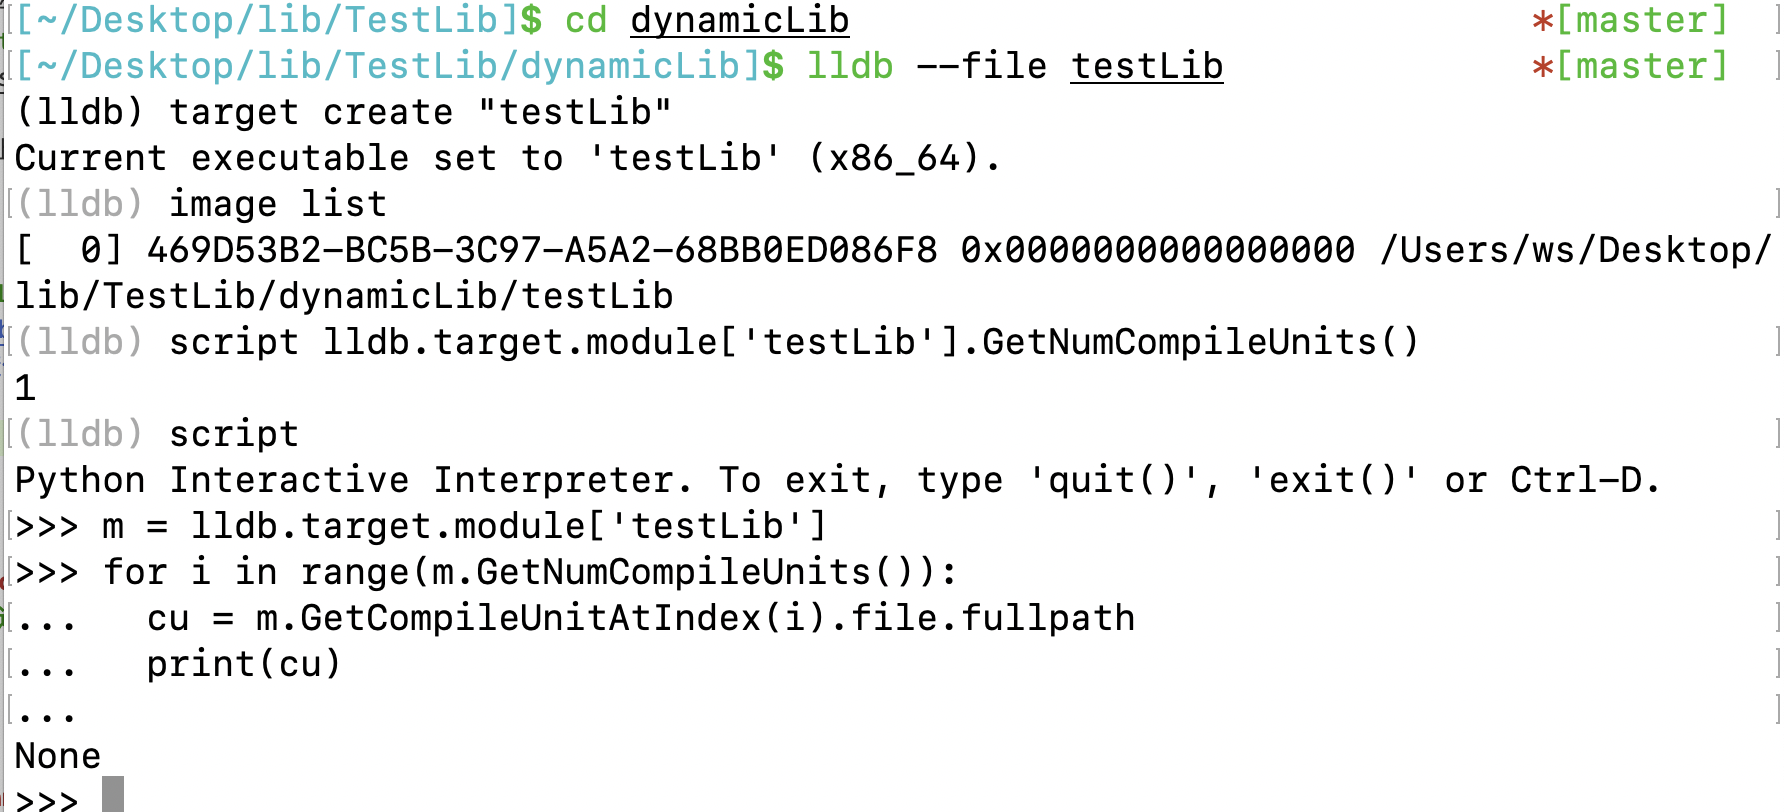 [~/Desktop/lib/TestLib]$ cd dynamicLib *[master]
[~/Desktop/lib/TestLib/dynamicLib]$ lldb --file testLib *[master]
(lldb) target create "testLib"
Current executable set to 'testLib' (x86_64).
(lldb) image list
[  0] 469D53B2-BC5B-3C97-A5A2-68BB0ED086F8 0x0000000000000000 /Users/ws/Desktop/
lib/TestLib/dynamicLib/testLib
(lldb) script lldb.target.module['testLib'].GetNumCompileUnits()
1
(lldb) script
Python Interactive Interpreter. To exit, type 'quit()', 'exit()' or Ctrl-D.
>>> m = lldb.target.module['testLib']
>>> for i in range(m.GetNumCompileUnits()):
...   cu = m.GetCompileUnitAtIndex(i).file.fullpath
...   print(cu)
...
None
>>>